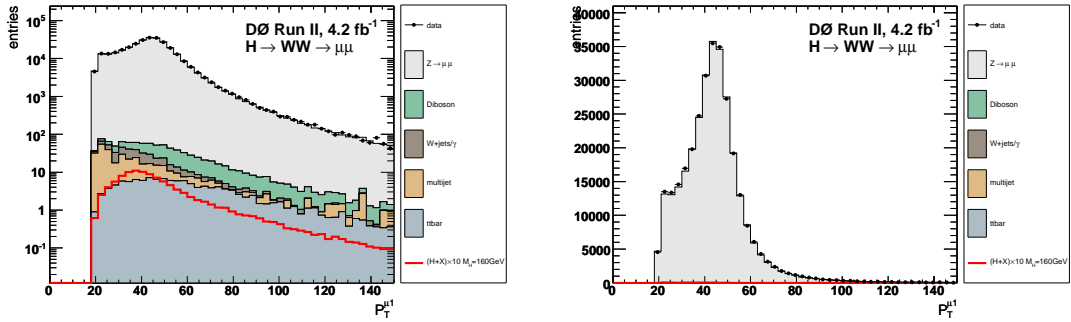 entries
DØ Run II, 4.2 fb⁻¹
H → WW → μμ
10⁵
10⁴
10³
10²
10
1
10⁻¹
0 20 40 60 80 100 120 140
P_T^μ1
data
Z→μμ
Diboson
W+jets/γ
multijet
ttbar
(H+X)×10 M_H=160GeV
entries
DØ Run II, 4.2 fb⁻¹
H → WW → μμ
40000
35000
30000
25000
20000
15000
10000
5000
0
0 20 40 60 80 100 120 140
P_T^μ1
data
Z→μμ
Diboson
W+jets/γ
multijet
ttbar
(H+X)×10 M_H=160GeV